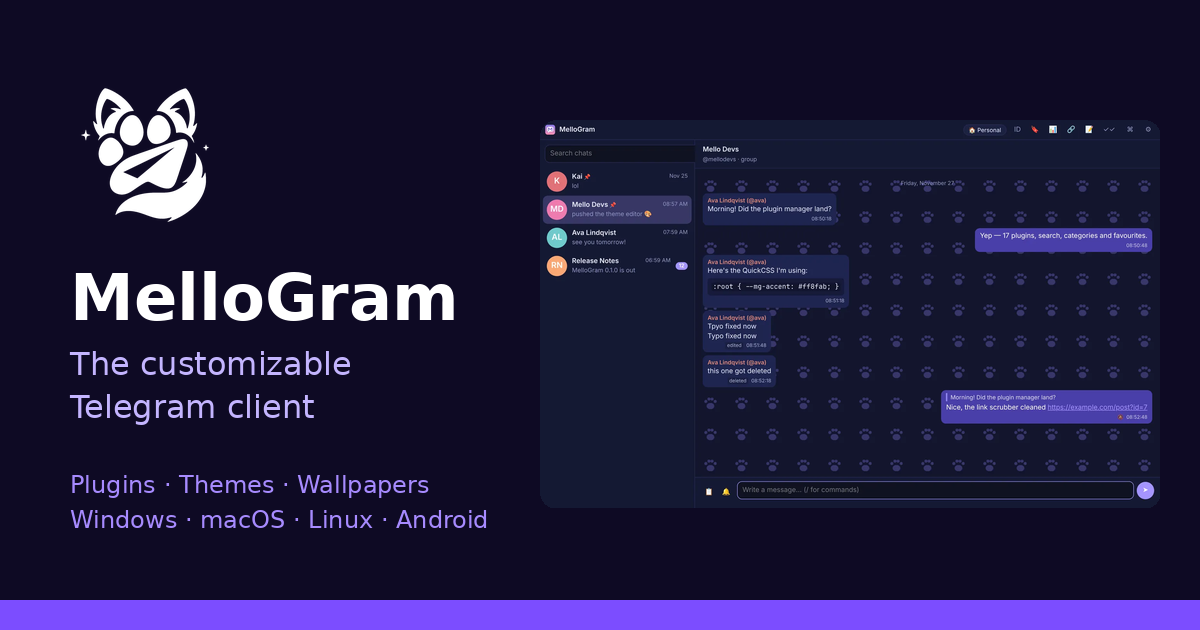 MelloGram
The customizable
Telegram client
Plugins · Themes · Wallpapers
Windows · macOS · Linux · Android
MelloGram
🏠 Personal
ID
Search chats
K
Kai 📌
Nov 25
lol
MD
Mello Devs 📌
08:57 AM
pushed the theme editor 🎨
AL
Ava Lindqvist
07:59 AM
see you tomorrow!
RN
Release Notes
06:59 AM
MelloGram 0.1.0 is out
12
Mello Devs
@mellodevs · group
Friday, November 27
Ava Lindqvist (@ava)
Morning! Did the plugin manager land?
08:50:18
Yep — 17 plugins, search, categories and favourites.
08:50:48
Ava Lindqvist (@ava)
Here's the QuickCSS I'm using:
:root { --mg-accent: #ff8fab; }
08:51:18
Ava Lindqvist (@ava)
Tpyo fixed now
Typo fixed now
edited 08:51:48
Ava Lindqvist (@ava)
this one got deleted
deleted 08:52:18
Morning! Did the plugin manager land?
Nice, the link scrubber cleaned https://example.com/post?id=7
08:52:48
Write a message... (/ for commands)